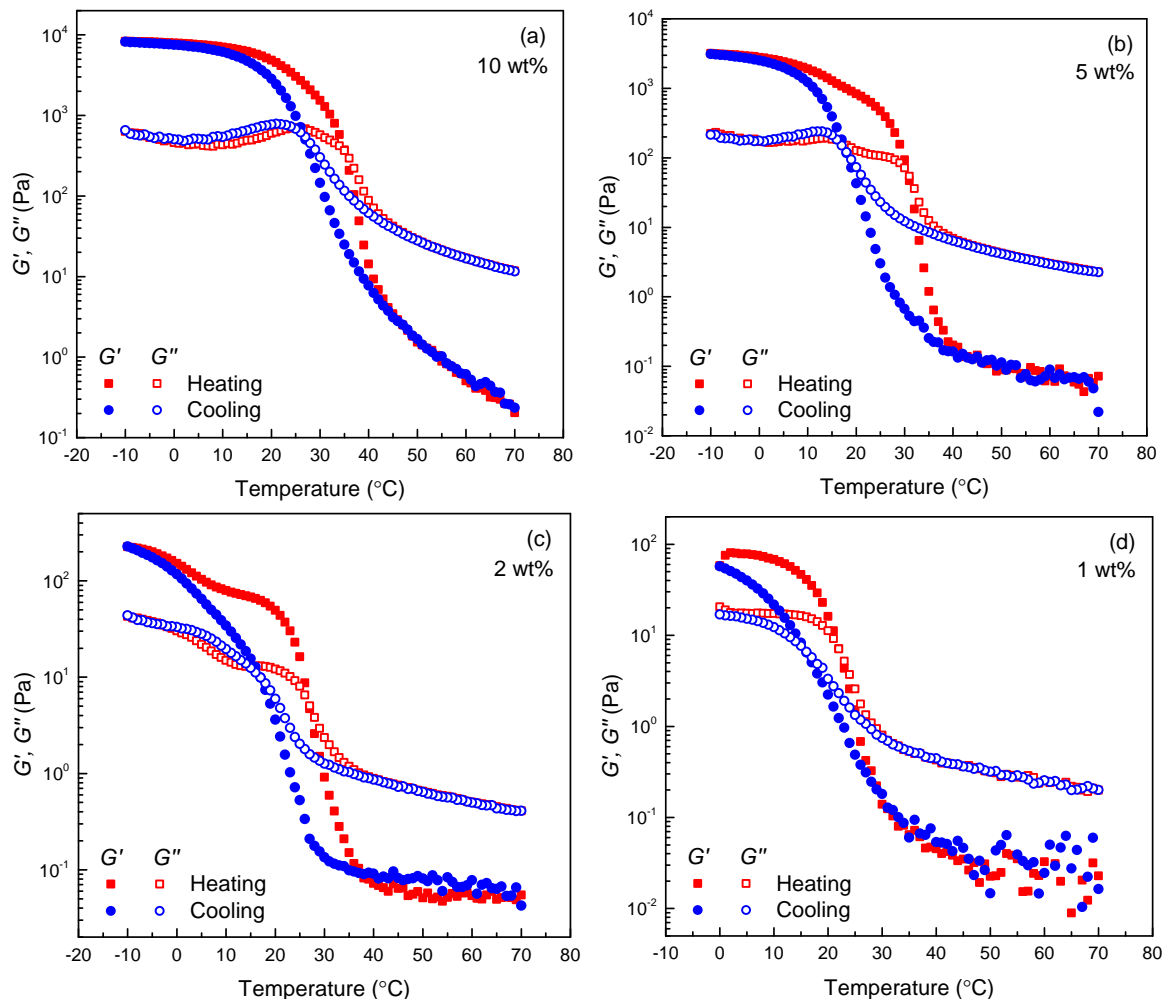 (a)
10 wt%
10⁴
10³
10²
10¹
10⁰
10⁻¹
G', G'' (Pa)
G' G''
Heating
Cooling
-20 -10 0 10 20 30 40 50 60 70 80
Temperature (°C)
(b)
5 wt%
10⁴
10³
10²
10¹
10⁰
10⁻¹
10⁻²
G', G'' (Pa)
G' G''
Heating
Cooling
-20 -10 0 10 20 30 40 50 60 70 80
Temperature (°C)
(c)
2 wt%
10²
10¹
10⁰
10⁻¹
G', G'' (Pa)
G' G''
Heating
Cooling
-20 -10 0 10 20 30 40 50 60 70 80
Temperature (°C)
(d)
1 wt%
10²
10¹
10⁰
10⁻¹
10⁻²
G', G'' (Pa)
G' G''
Heating
Cooling
-10 0 10 20 30 40 50 60 70 80
Temperature (°C)